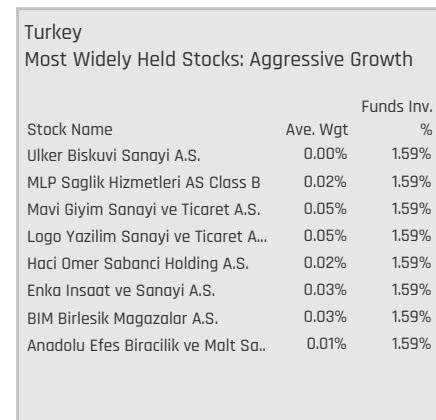 Turkey
Most Widely Held Stocks: Aggressive Growth
Funds Inv.
Stock Name Ave. Wgt %
Ulker Biskuvi Sanayi A.S. 0.00% 1.59%
MLP Saglik Hizmetleri AS Class B 0.02% 1.59%
Mavi Giyim Sanayi ve Ticaret A.S. 0.05% 1.59%
Logo Yazilim Sanayi ve Ticaret A... 0.05% 1.59%
Haci Omer Sabanci Holding A.S. 0.02% 1.59%
Enka Insaat ve Sanayi A.S. 0.03% 1.59%
BIM Birlesik Magazalar A.S. 0.03% 1.59%
Anadolu Efes Biracilik ve Malt Sa.. 0.01% 1.59%